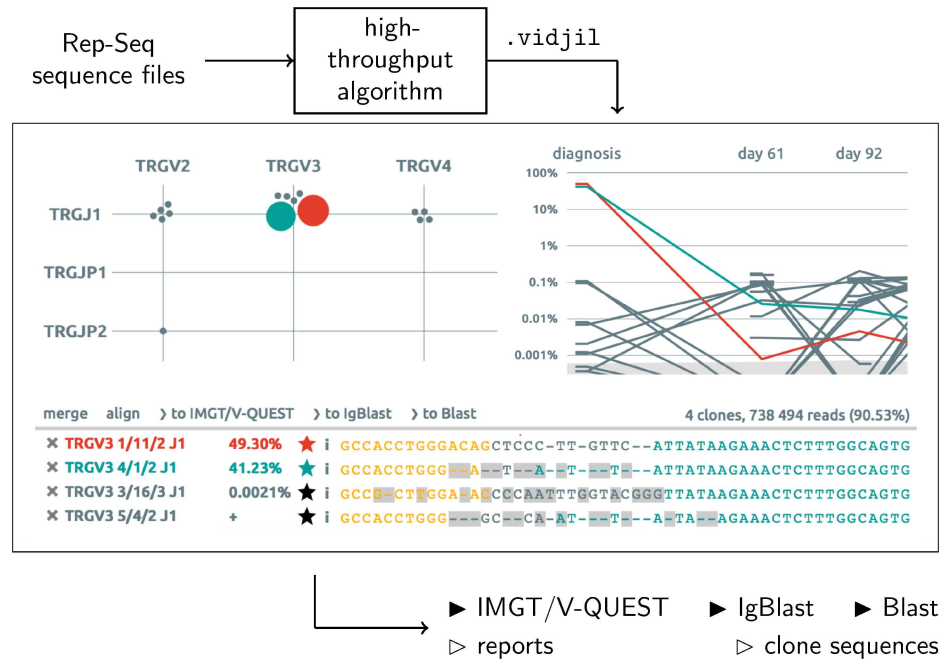 Rep-Seq
sequence files
high-
throughput
algorithm
.vidjil
TRGV2 TRGV3 TRGV4
TRGJ1
TRGJP1
TRGJP2
diagnosis day 61 day 92
100%
10%
1%
0.1%
0.01%
0.001%
merge align ❯ to IMGT/V-QUEST ❯ to IgBlast ❯ to Blast 4 clones, 738 494 reads (90.53%)
✖ TRGV3 1/11/2 J1 49.30% ★ i GCCACCTGGGACAGCTCCC-TT-GTTC--ATTATAAGAAACTCTTTGGCAGTG
✖ TRGV3 4/1/2 J1 41.23% ★ i GCCACCTGGG--A--T--A--T--T---ATTATAAGAAACTCTTTGGCAGTG
✖ TRGV3 3/16/3 J1 0.0021% ★ i GCCG-CTTGGA-ACCCCAATTTGGTACGGGTTATAAGAAACTCTTTGGCAGTG
✖ TRGV3 5/4/2 J1 + ★ i GCCACCTGGG---GC--CA-AT---T---A-TA--AGAAACTCTTTGGCAGTG
▶ IMGT/V-QUEST ▶ IgBlast ▶ Blast
▷ reports ▷ clone sequences